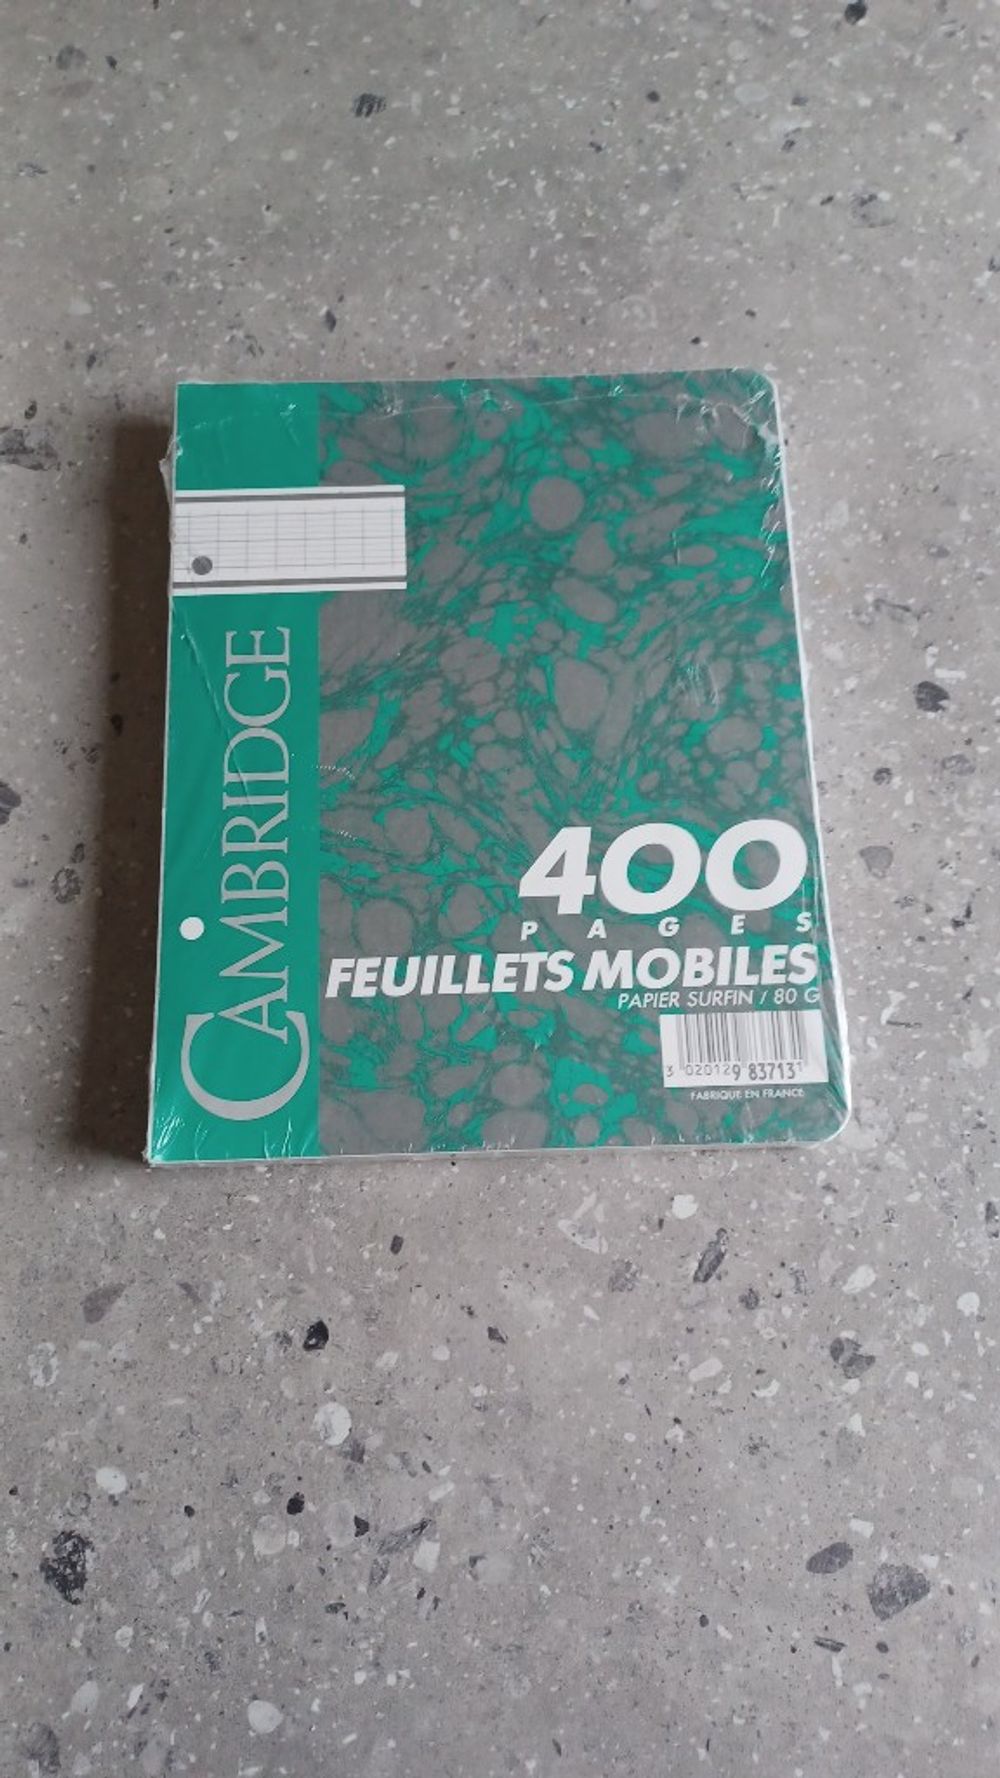 CAMBRIDGE
400
PAGES
FEUILLETS MOBILES
PAPIER SURFIN / 80 G
3 020129 837131
FABRIQUE EN FRANCE